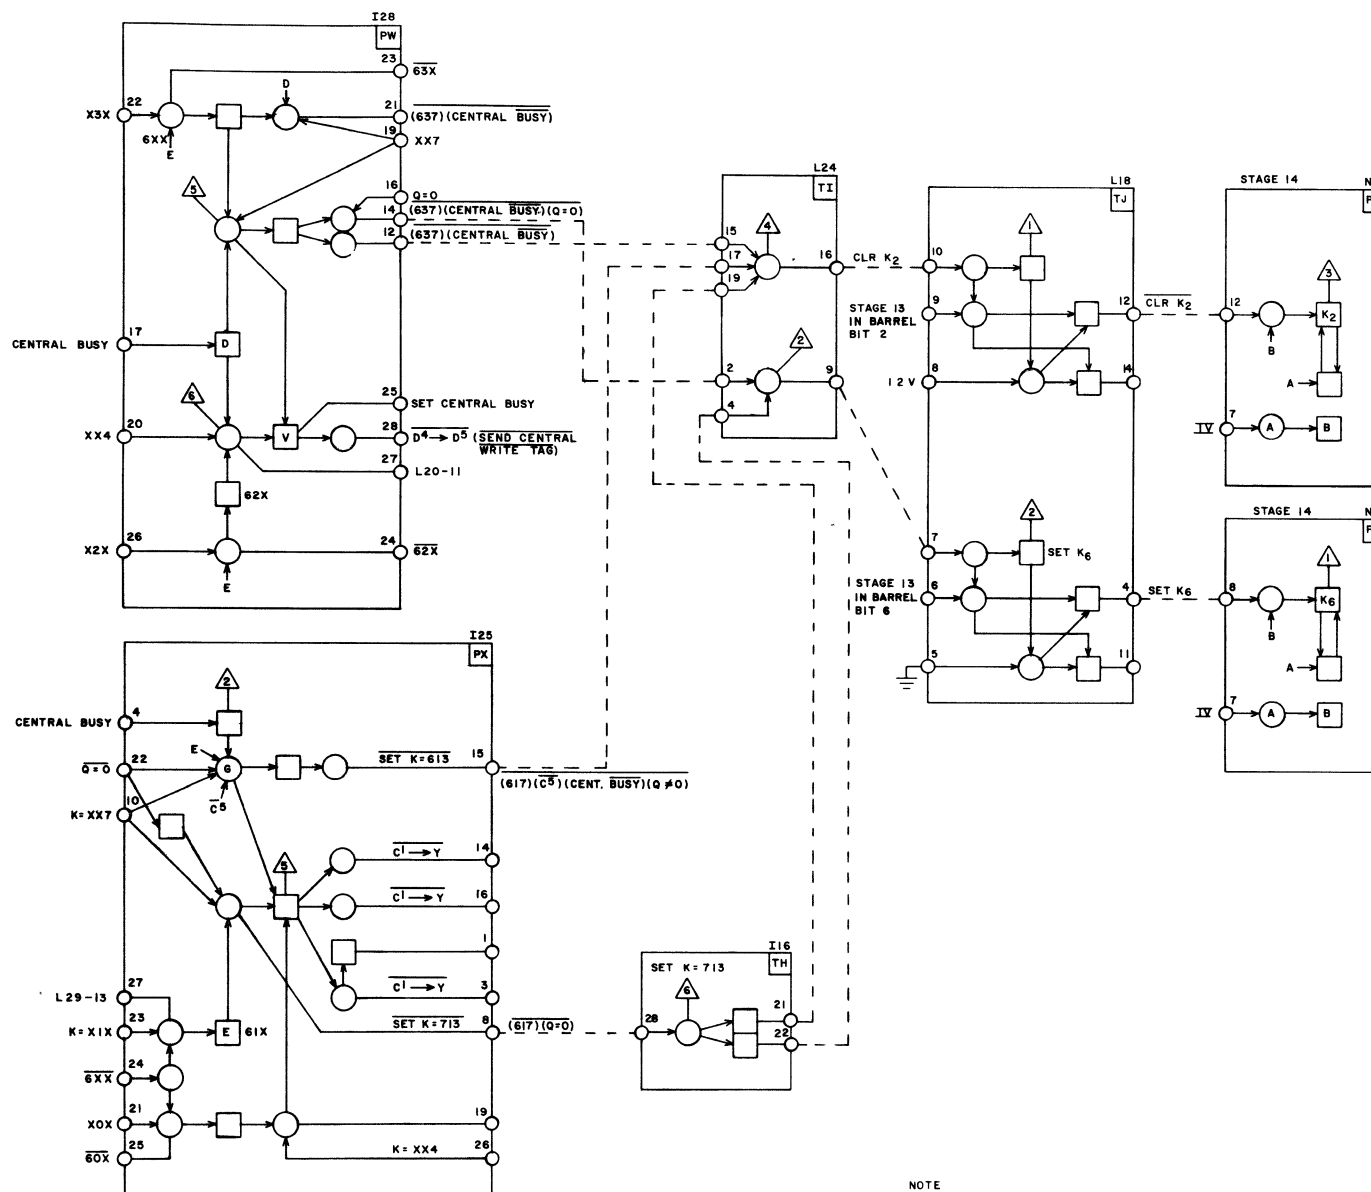 I28
PW
23
6̅3̅X̅
D
22
X3X
21
(̅6̅3̅7̅)̅(̅C̅E̅N̅T̅R̅A̅L̅ ̅B̅U̅S̅Y̅)̅
19
XX7
6XX
E
16
Q=0
5
14
(637)(CENTRAL BUSY)(Q=0)
12
(637)(CENTRAL BUSY)
17
CENTRAL BUSY
D
6
25
SET CENTRAL BUSY
20
XX4
V
28
D⁴→D⁵ (SEND CENTRAL
WRITE TAG)
27
L20-11
62X
26
X2X
24
62X
E
L24
TI
15
4
17
16
CLR K₂
19
2
2
9
4
L18
TJ
10
1
STAGE 13
IN BARREL
BIT 2
9
12
CLR K₂
8
12V
14
7
2
SET K₆
STAGE 13
IN BARREL
BIT 6
6
4
SET K₆
5
11
STAGE 14
N
P
3
12
K₂
B
A
7
IV
A
B
STAGE 14
N
P
1
8
K₆
B
A
7
IV
A
B
I25
PX
2
4
CENTRAL BUSY
E
22
Q=0
G
SET K=613
15
(617)(C⁵)(CENT. BUSY)(Q≠0)
C⁵
10
K=XX7
5
C¹→Y
14
C¹→Y
16
1
C¹→Y
3
27
L29-13
23
K=X1X
E
61X
SET K=713
8
(617)(Q=0)
24
6XX
21
X0X
19
25
60X
K=XX4
26
I16
TH
SET K=713
6
28
21
22
NOTE